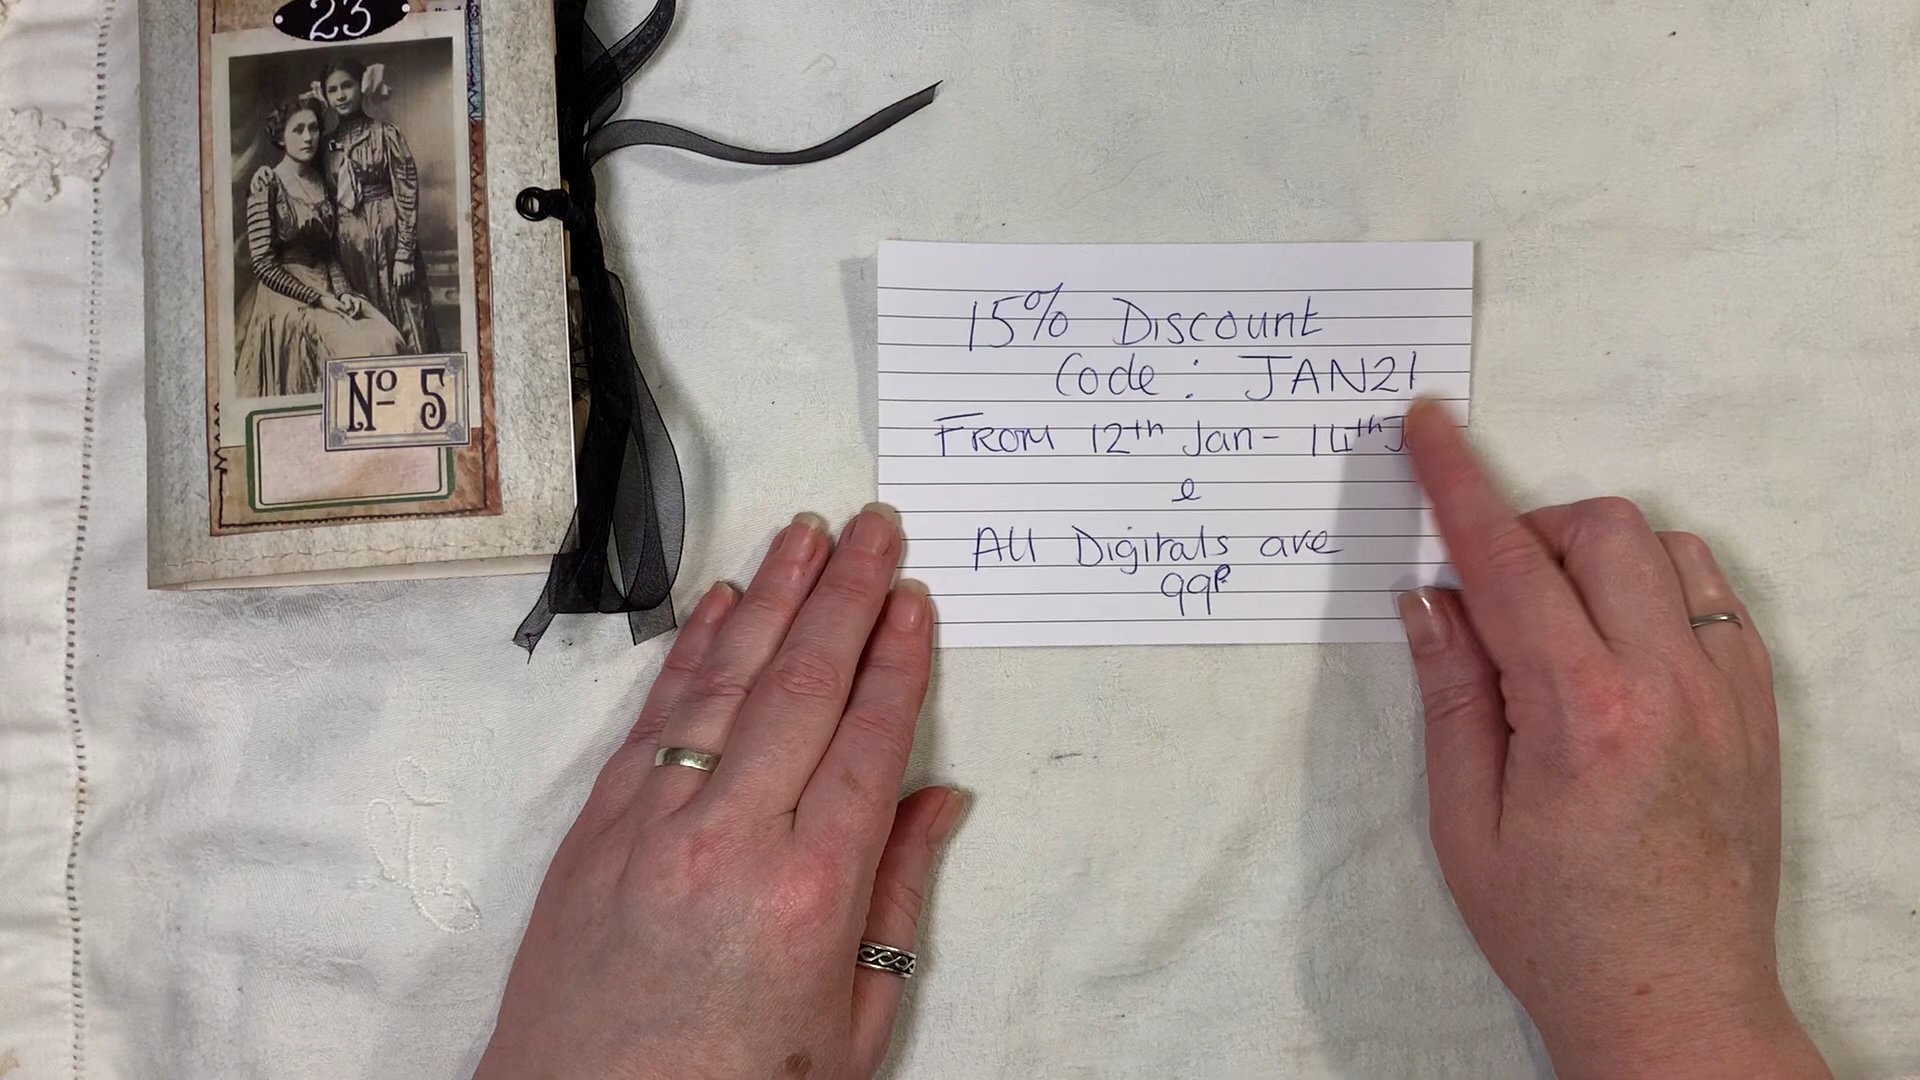 23
No 5
15% Discount
Code: JAN21
FROM 12th Jan - 14th
e
All Digitals are
99P